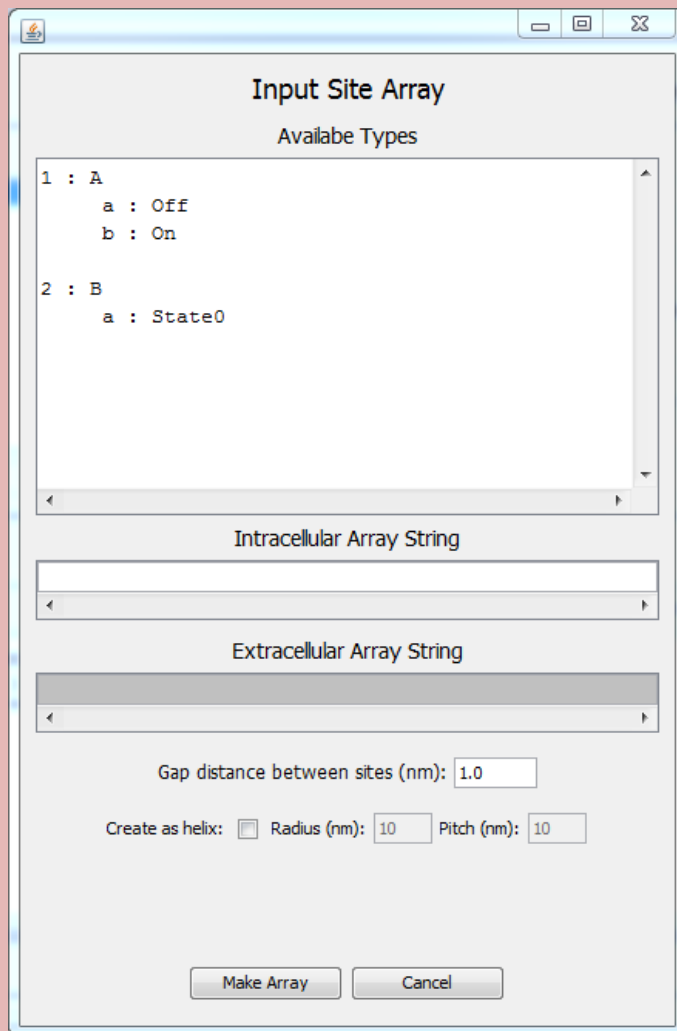 Input Site Array
Availabe Types
1 : A
a : Off
b : On
2 : B
a : State0
Intracellular Array String
Extracellular Array String
Gap distance between sites (nm): 1.0
Create as helix: Radius (nm): 10 Pitch (nm): 10
Make Array Cancel